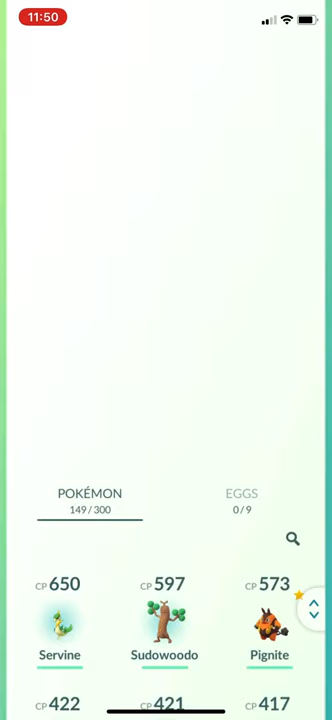 11:50
POKÉMON EGGS
149/300 0/9
CP 650 CP 597 CP 573
Servine Sudowoodo Pignite
CP 422 CP 421 CP 417